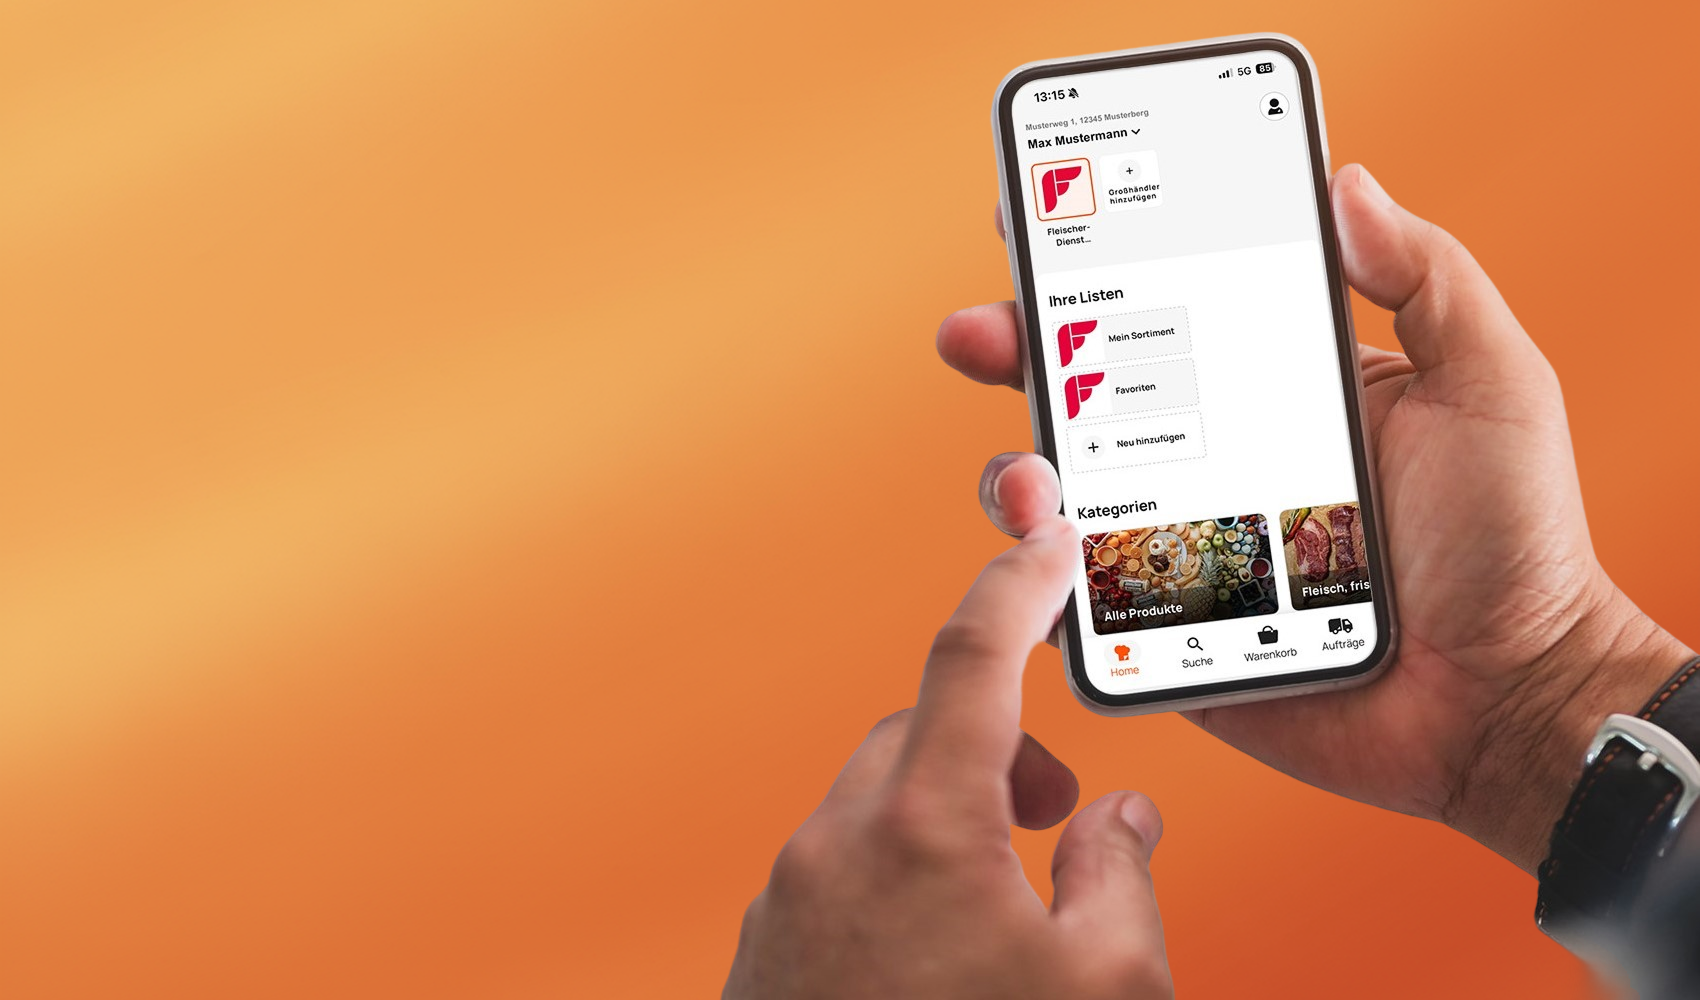 13:15
5G 85
Musterweg 1, 12345 Musterberg
Max Mustermann
Großhändler
hinzufügen
Fleischer-
Dienst...
Ihre Listen
Mein Sortiment
Favoriten
Neu hinzufügen
Kategorien
Alle Produkte
Fleisch, fris
Home
Suche
Warenkorb
Aufträge